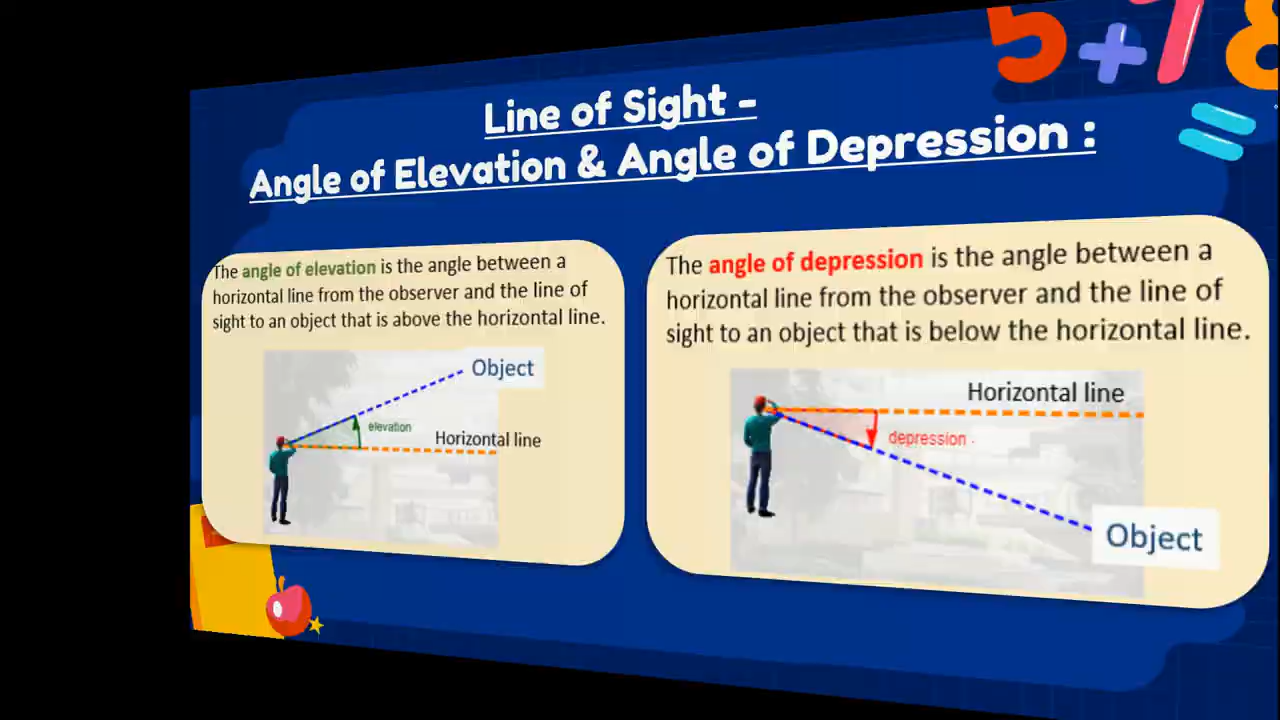 5+78
=
Line of Sight -
Angle of Elevation & Angle of Depression :
The angle of elevation is the angle between a
horizontal line from the observer and the line of
sight to an object that is above the horizontal line.
Object
elevation
Horizontal line
The angle of depression is the angle between a
horizontal line from the observer and the line of
sight to an object that is below the horizontal line.
Horizontal line
depression
Object